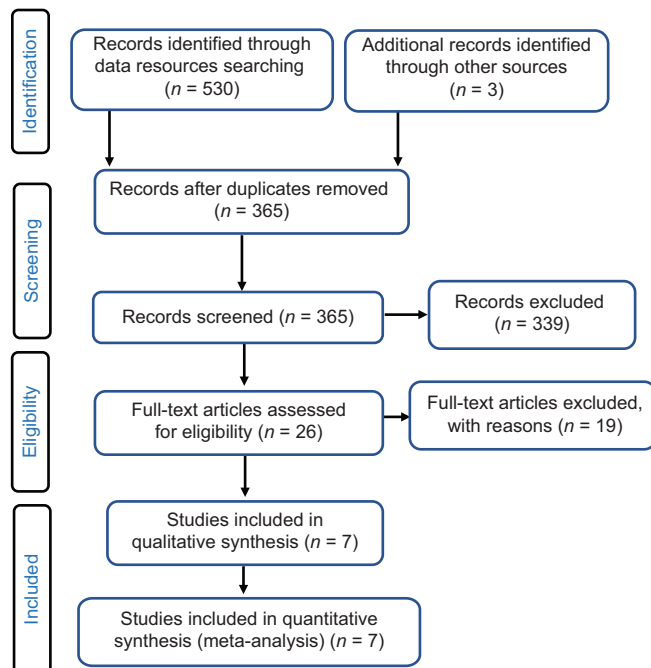 Identification
Records identified through
data resources searching
(n = 530)
Additional records identified
through other sources
(n = 3)
Screening
Records after duplicates removed
(n = 365)
Records screened (n = 365)
Records excluded
(n = 339)
Eligibility
Full-text articles assessed
for eligibility (n = 26)
Full-text articles excluded,
with reasons (n = 19)
Included
Studies included in
qualitative synthesis (n = 7)
Studies included in quantitative
synthesis (meta-analysis) n = 7)